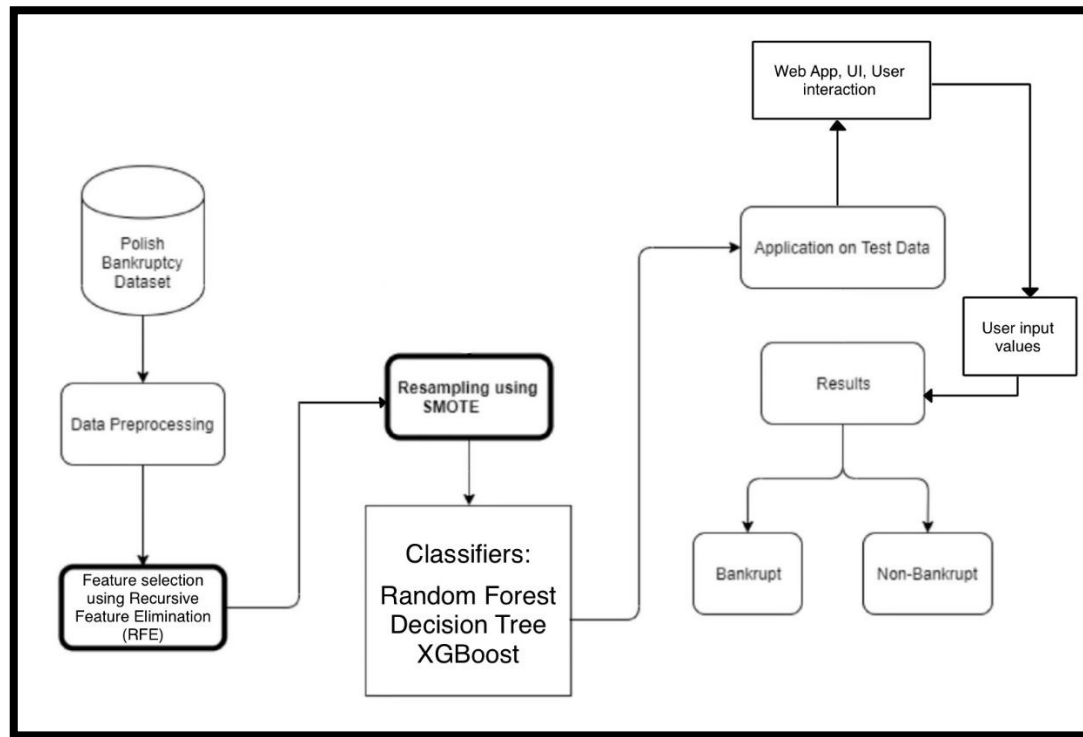 Polish
Bankruptcy
Dataset
Data Preprocessing
Feature selection
using Recursive
Feature Elimination
(RFE)
Resampling using
SMOTE
Classifiers:
Random Forest
Decision Tree
XGBoost
Application on Test Data
Web App, UI, User
interaction
User input
values
Results
Bankrupt
Non-Bankrupt